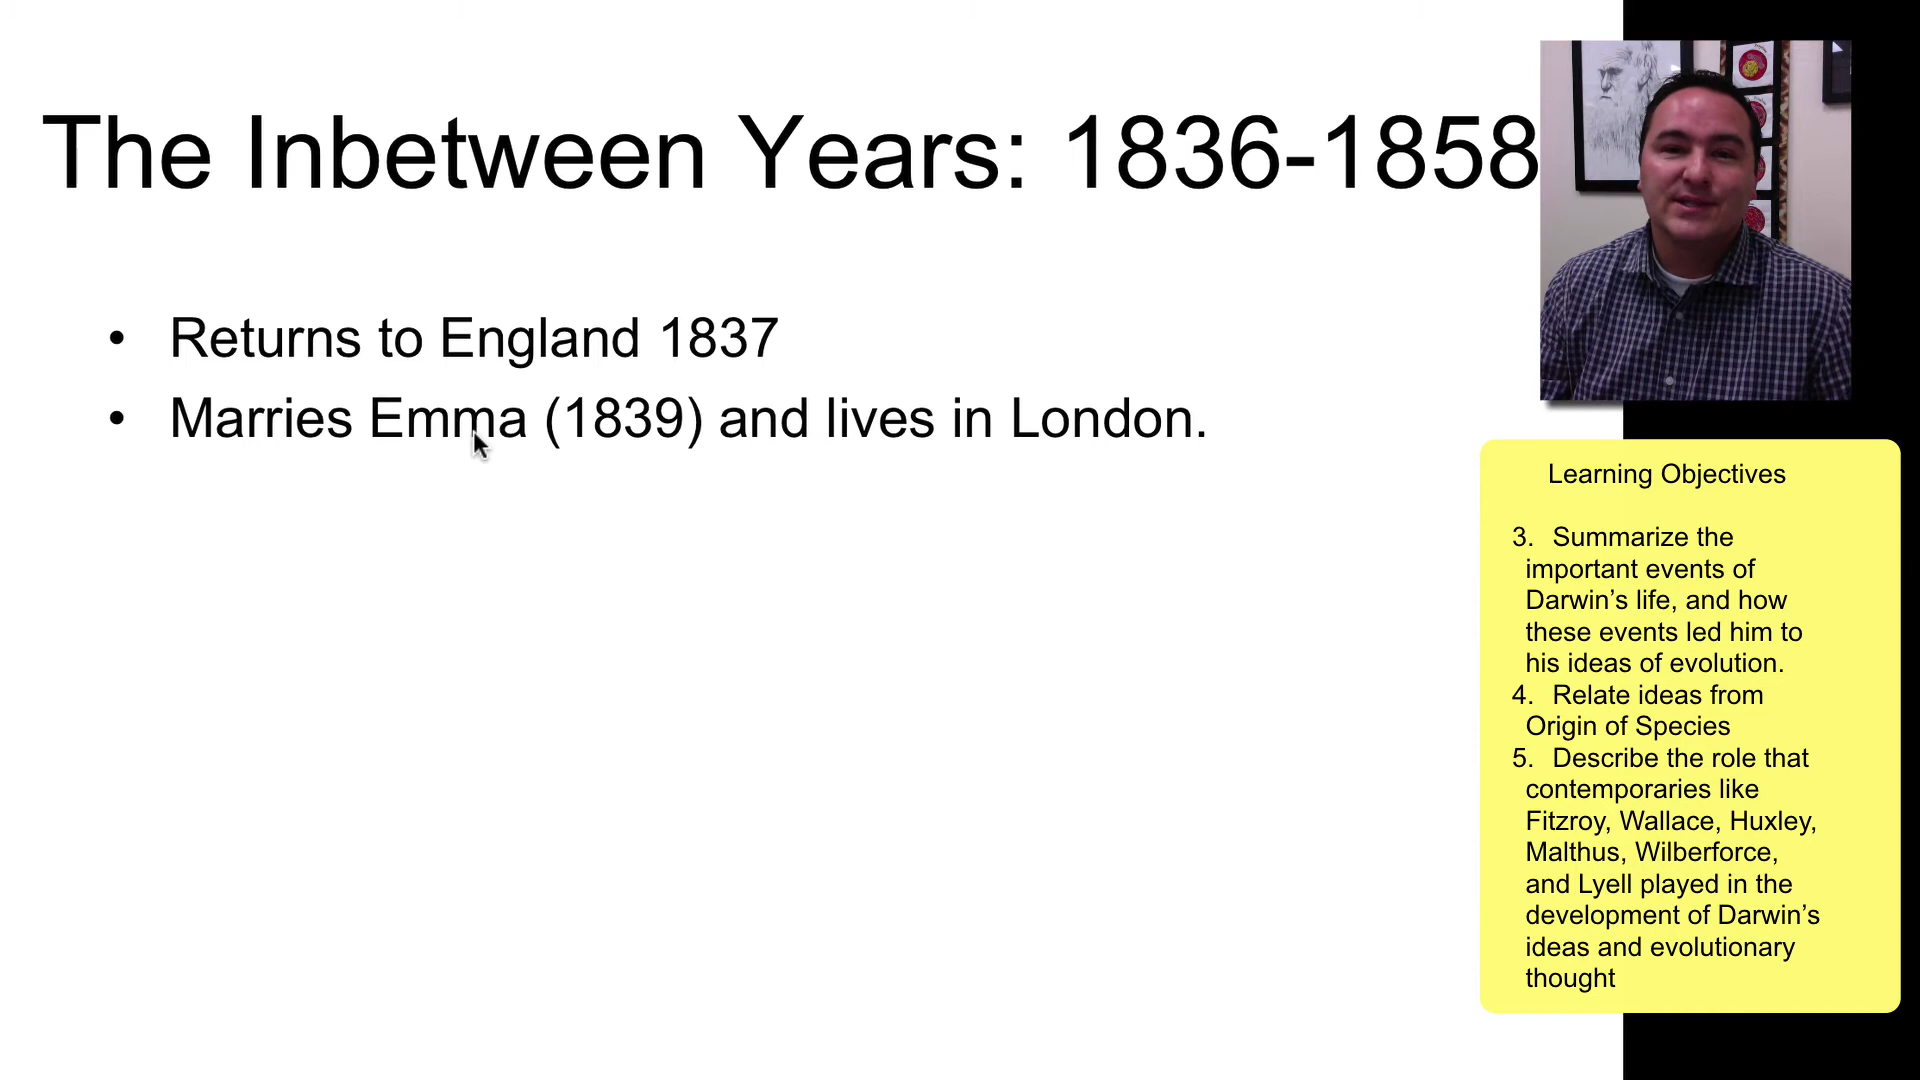 The Inbetween Years: 1836-1858
• Returns to England 1837
• Marries Emma (1839) and lives in London.
Learning Objectives
3. Summarize the
important events of
Darwin’s life, and how
these events led him to
his ideas of evolution.
4. Relate ideas from
Origin of Species
5. Describe the role that
contemporaries like
Fitzroy, Wallace, Huxley,
Malthus, Wilberforce,
and Lyell played in the
development of Darwin’s
ideas and evolutionary
thought